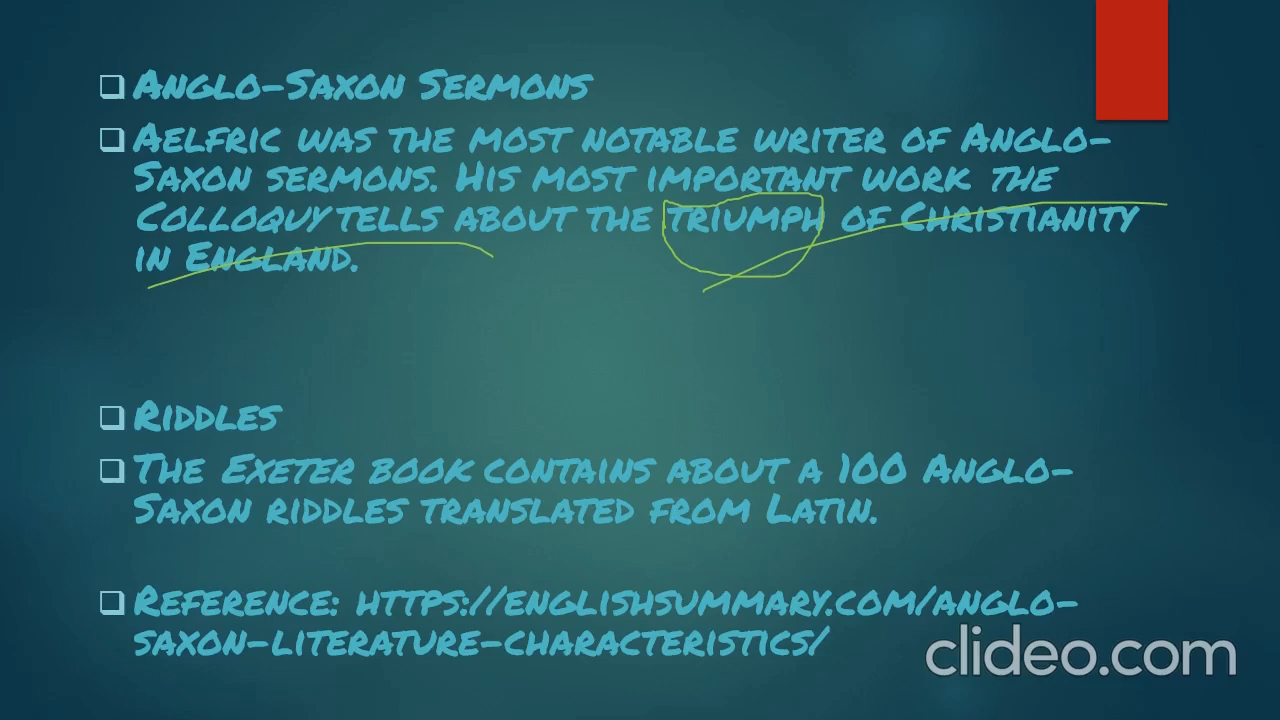 Anglo-Saxon Sermons
Aelfric was the most notable writer of Anglo-
Saxon sermons. His most important work the
Colloquy tells about the triumph of Christianity
in England.
Riddles
The Exeter book contains about a 100 Anglo-
Saxon riddles translated from Latin.
Reference: https://englishsummary.com/anglo-
saxon-literature-characteristics/
clideo.com